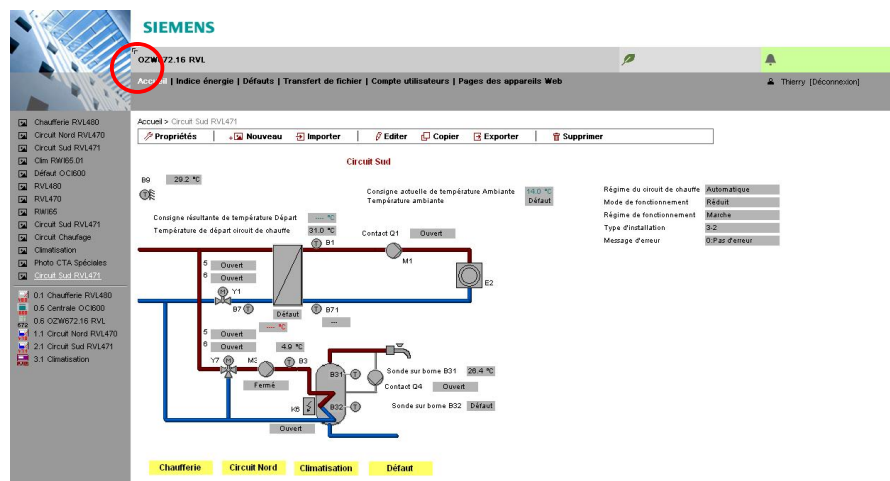 SIEMENS
OZW672.16 RVL
Accueil | Indice énergie | Défauts | Transfert de fichier | Compte utilisateurs | Pages des appareils Web
Thierry [Déconnexion]
Chaufferie RVL480
Circuit Nord RVL470
Circuit Sud RVL471
Clim RWI65.01
Défaut OCI600
RVL480
RVL470
RWI65
Circuit Sud RVL471
Circuit Chaufage
Climatisation
Photo CTA Spéciales
Circuit Sud RVL471
0.1 Chaufferie RVL480
0.5 Centrale OCI600
0.6 OZW672.16 RVL
672
1.1 Circuit Nord RVL470
2.1 Circuit Sud RVL471
3.1 Climatisation
Accueil > Circuit Sud RVL471
Propriétés | Nouveau Importer | Editer Copier Exporter | Supprimer
Circuit Sud
B9 29.2 °C
Consigne actuelle de température Ambiante 14.0 °C
Température ambiante Défaut
Régime du circuit de chauffe Automatique
Mode de fonctionnement Réduit
Régime de fonctionnement Marche
Type d'installation 3-2
Message d'erreur 0:Pas d'erreur
Consigne résultante de température Départ ---- °C
Température de départ circuit de chauffe 31.0 °C
T B1
Contact Q1 Ouvert
M1
5 Ouvert
6 Ouvert
E2
M Y1
B7 T
Défaut
T B71
---
---- °C
5 Ouvert
6 Ouvert
4.9 °C
Y7 M M3 T B3
Fermé
B31 T
Sonde sur borne B31 26.4 °C
Contact Q4 Ouvert
K6
B32 T
Sonde sur borne B32 Défaut
Ouvert
Chaufferie
Circuit Nord
Climatisation
Défaut